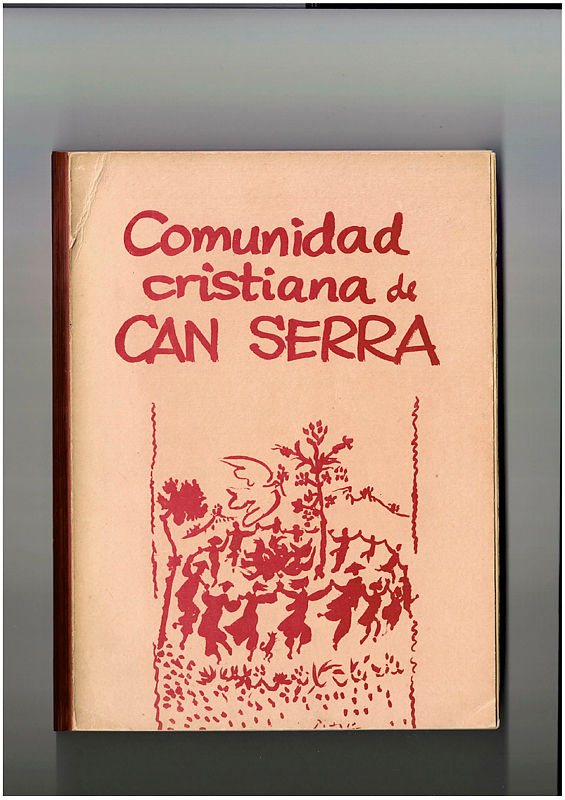 Comunidad
cristiana de
CAN SERRA